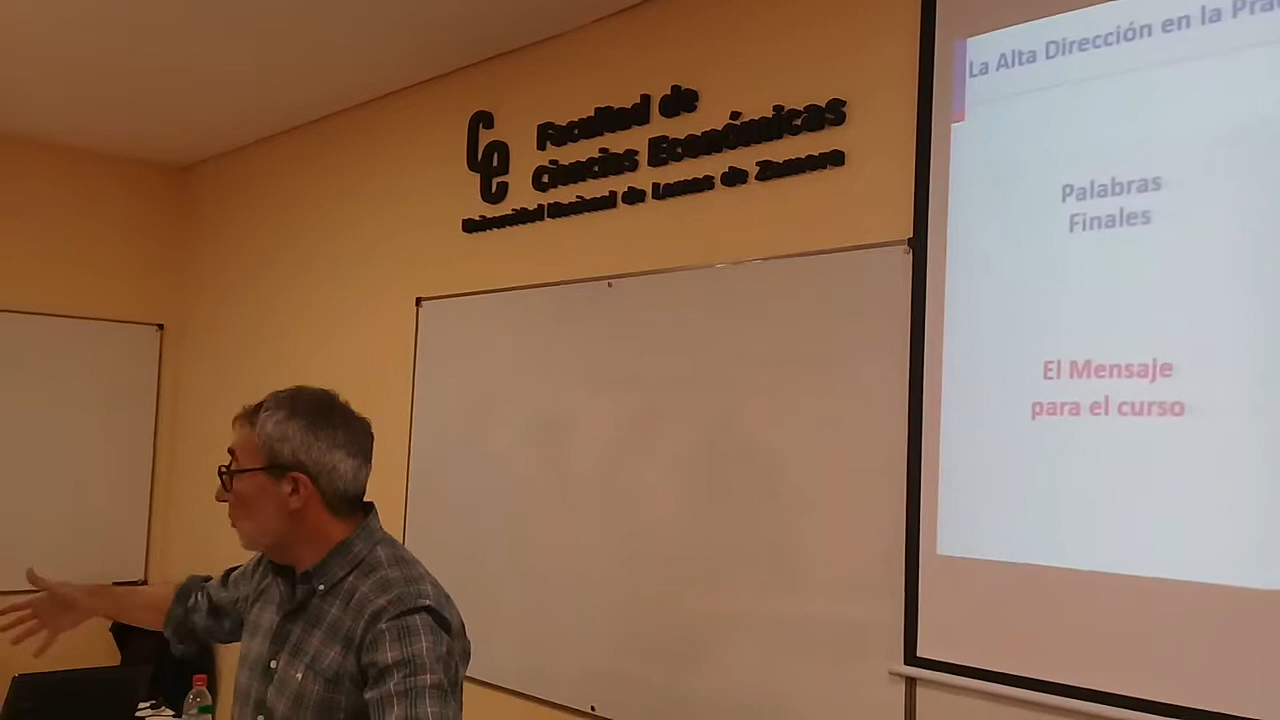 Ce
Facultad de
Ciencias Económicas
Universidad Nacional de Lomas de Zamora
La Alta Dirección en la
Palabras
Finales
El Mensaje
para el curso